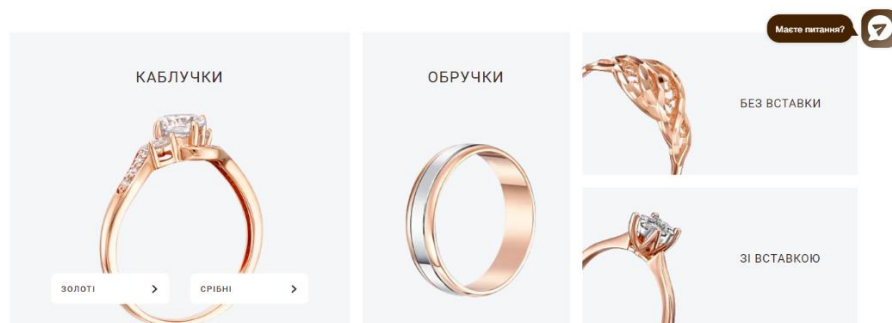 Маєте питання?
КАБЛУЧКИ
ЗОЛОТІ
СРІБНІ
ОБРУЧКИ
БЕЗ ВСТАВКИ
ЗІ ВСТАВКОЮ